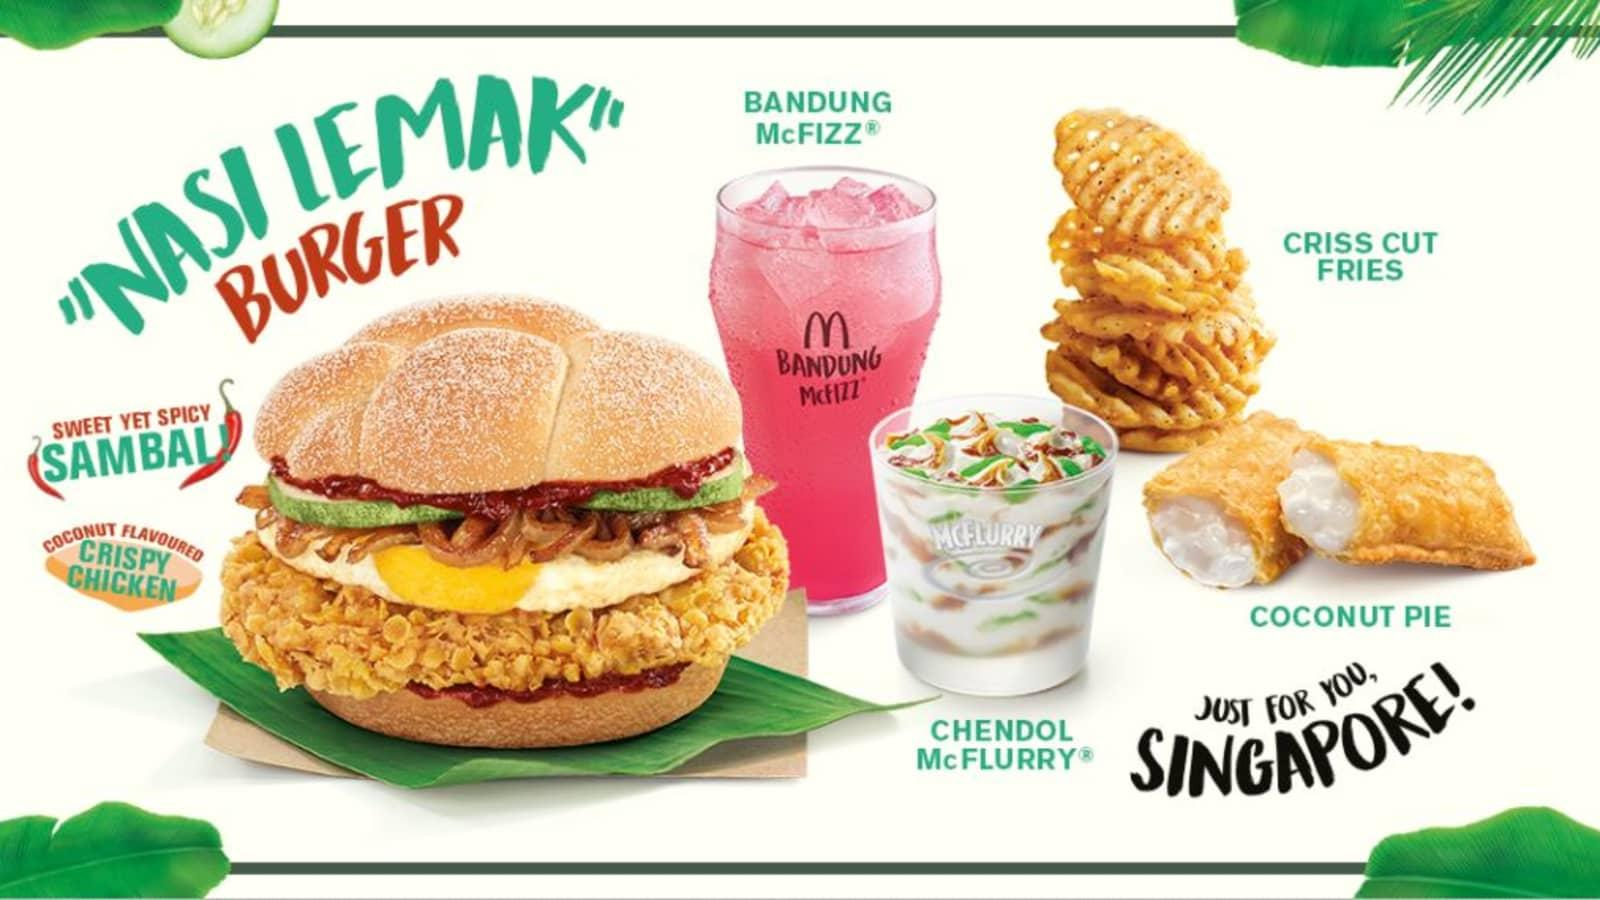 "NASI LEMAK"
BURGER
SWEET YET SPICY
SAMBAL!
COCONUT FLAVOURED
CRISPY
CHICKEN
BANDUNG
McFIZZ®
M
BANDUNG
McFIZZ®
McFLURRY
CHENDOL
McFLURRY®
CRISS CUT
FRIES
COCONUT PIE
JUST FOR YOU,
SINGAPORE!